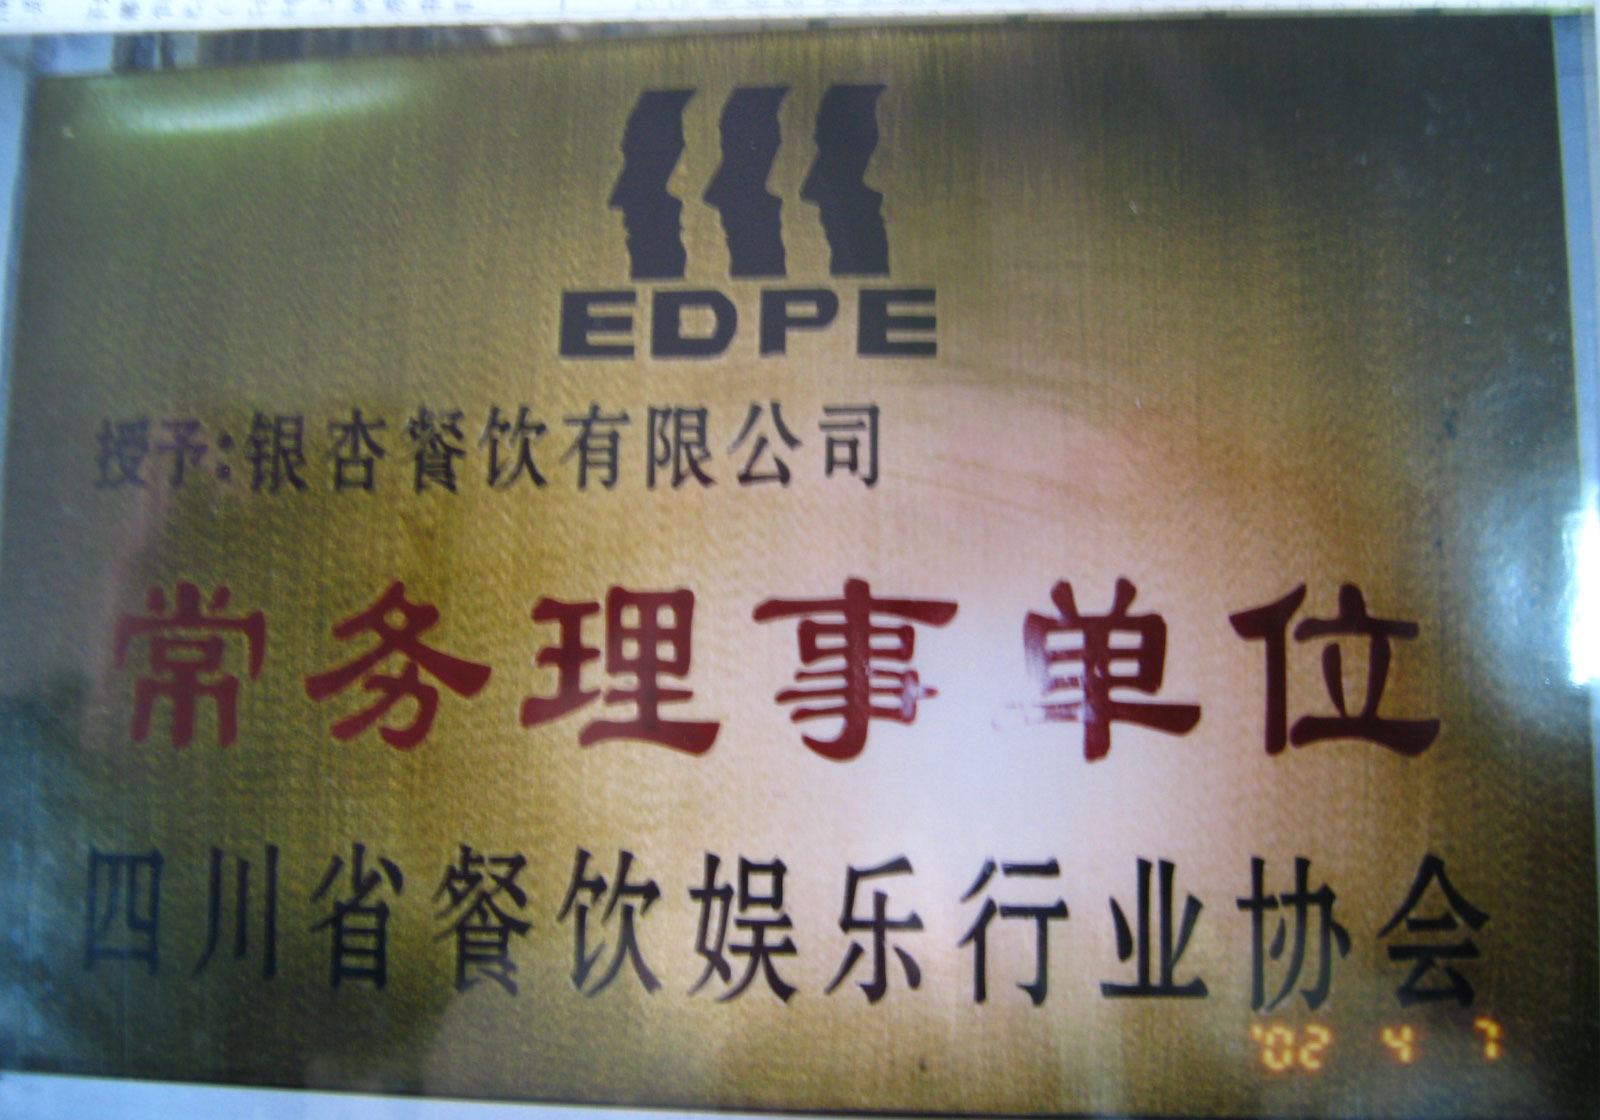 EDPE
授予:银杏餐饮有限公司
常务理事单位
四川省餐饮娱乐行业协会
'02 4 7